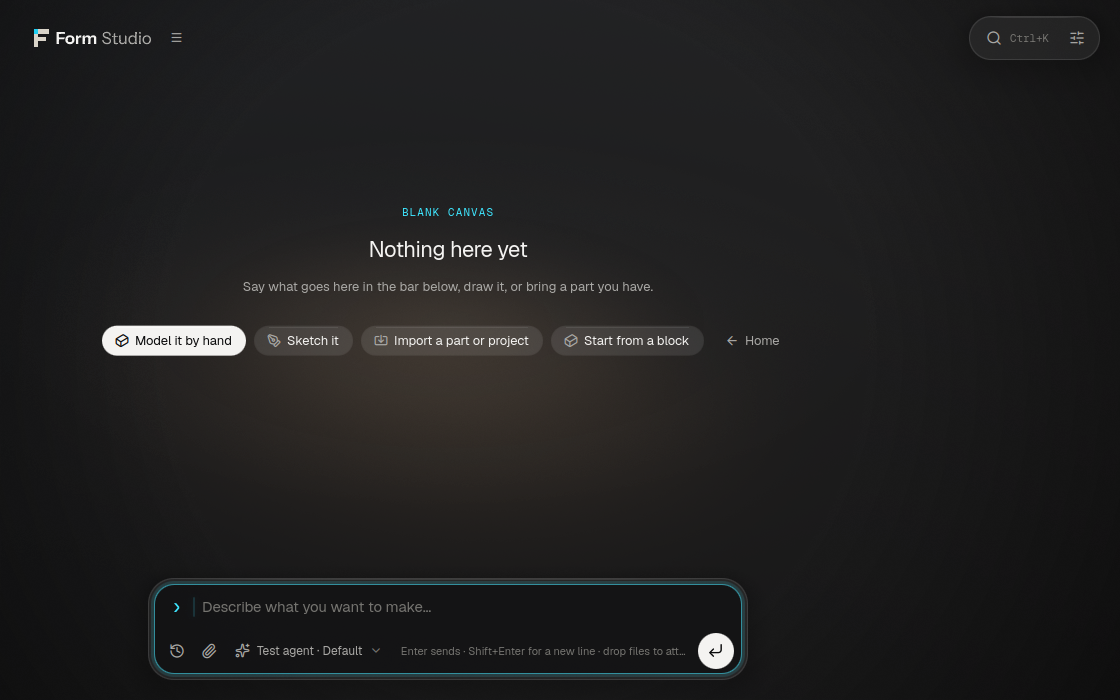 Form Studio
Ctrl+K
BLANK CANVAS
Nothing here yet
Say what goes here in the bar below, draw it, or bring a part you have.
Model it by hand
Sketch it
Import a part or project
Start from a block
Home
Describe what you want to make...
Test agent · Default
Enter sends · Shift+Enter for a new line · drop files to att...